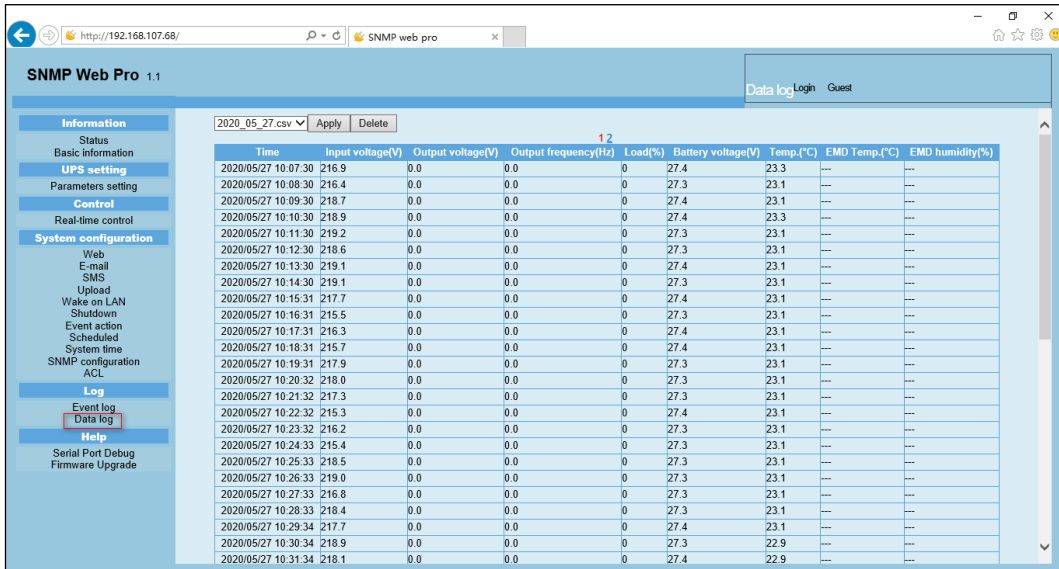 http://192.168.107.68/
SNMP web pro
SNMP Web Pro 1.1
Data log Login Guest
Information
Status
Basic information
UPS setting
Parameters setting
Control
Real-time control
System configuration
Web
E-mail
SMS
Upload
Wake on LAN
Shutdown
Event action
Scheduled
System time
SNMP configuration
ACL
Log
Event log
Data log
Help
Serial Port Debug
Firmware Upgrade
2020_05_27.csv Apply Delete
1 2
Time Input voltage(V) Output voltage(V) Output frequency(Hz) Load(%) Battery voltage(V) Temp.(°C) EMD Temp.(°C) EMD humidity(%)
2020/05/27 10:07:30 216.9 0.0 0.0 0 27.4 23.3 --- ---
2020/05/27 10:08:30 216.4 0.0 0.0 0 27.3 23.1 --- ---
2020/05/27 10:09:30 218.7 0.0 0.0 0 27.4 23.1 --- ---
2020/05/27 10:10:30 218.9 0.0 0.0 0 27.4 23.3 --- ---
2020/05/27 10:11:30 219.2 0.0 0.0 0 27.3 23.1 --- ---
2020/05/27 10:12:30 218.6 0.0 0.0 0 27.3 23.1 --- ---
2020/05/27 10:13:30 219.1 0.0 0.0 0 27.4 23.1 --- ---
2020/05/27 10:14:30 219.1 0.0 0.0 0 27.3 23.1 --- ---
2020/05/27 10:15:31 217.7 0.0 0.0 0 27.4 23.1 --- ---
2020/05/27 10:16:31 215.5 0.0 0.0 0 27.3 23.1 --- ---
2020/05/27 10:17:31 216.3 0.0 0.0 0 27.4 23.1 --- ---
2020/05/27 10:18:31 215.7 0.0 0.0 0 27.4 23.1 --- ---
2020/05/27 10:19:31 217.9 0.0 0.0 0 27.3 23.1 --- ---
2020/05/27 10:20:32 218.0 0.0 0.0 0 27.3 23.1 --- ---
2020/05/27 10:21:32 217.3 0.0 0.0 0 27.3 23.1 --- ---
2020/05/27 10:22:32 215.3 0.0 0.0 0 27.4 23.1 --- ---
2020/05/27 10:23:32 216.2 0.0 0.0 0 27.3 23.1 --- ---
2020/05/27 10:24:33 215.4 0.0 0.0 0 27.3 23.1 --- ---
2020/05/27 10:25:33 218.5 0.0 0.0 0 27.3 23.1 --- ---
2020/05/27 10:26:33 219.0 0.0 0.0 0 27.3 23.1 --- ---
2020/05/27 10:27:33 216.8 0.0 0.0 0 27.3 23.1 --- ---
2020/05/27 10:28:33 218.4 0.0 0.0 0 27.3 23.1 --- ---
2020/05/27 10:29:34 217.7 0.0 0.0 0 27.4 23.1 --- ---
2020/05/27 10:30:34 218.9 0.0 0.0 0 27.3 22.9 --- ---
2020/05/27 10:31:34 218.1 0.0 0.0 0 27.4 22.9 --- ---